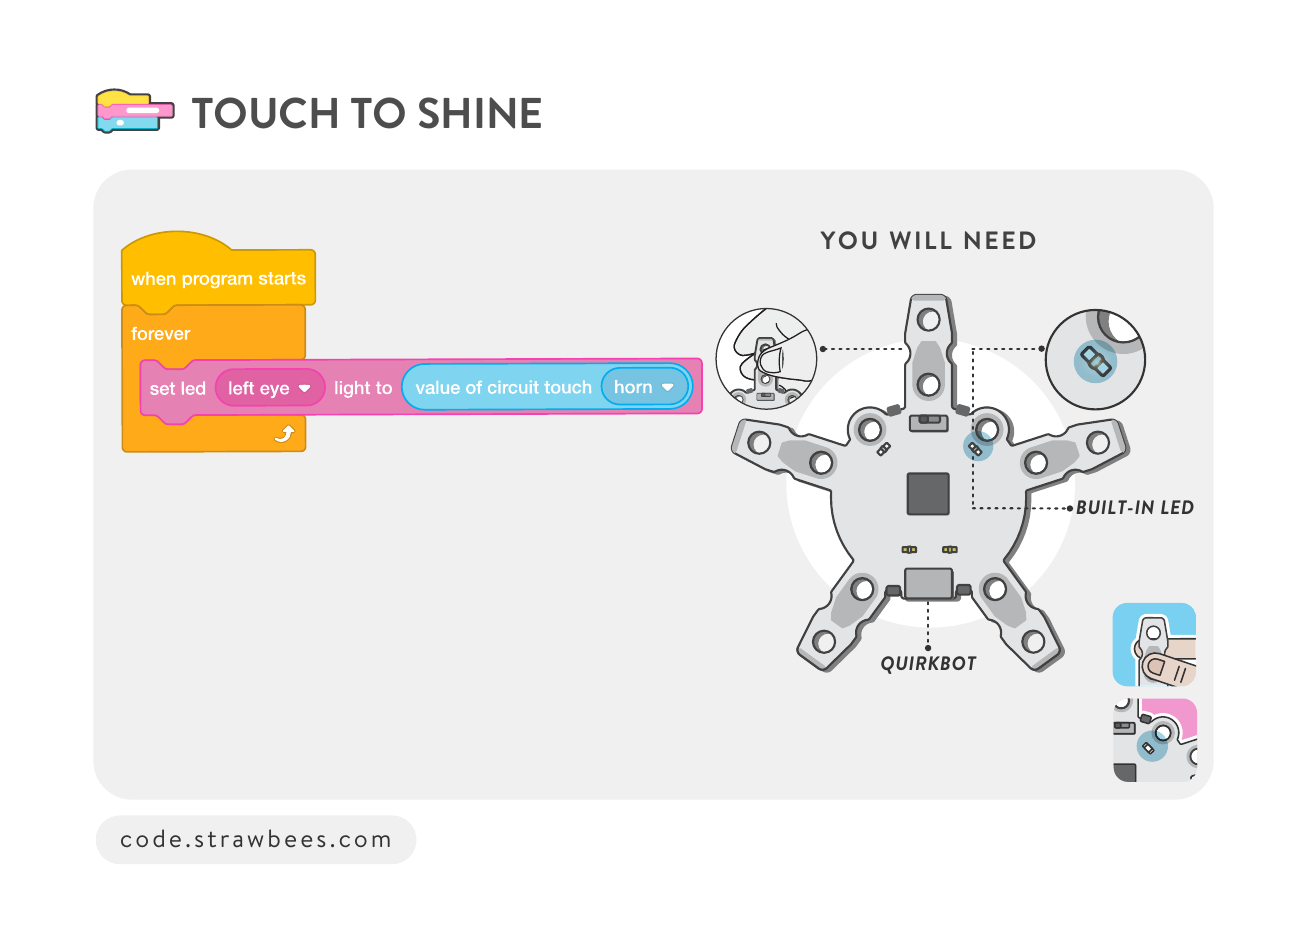 TOUCH TO SHINE
when program starts
forever
set led left eye light to value of circuit touch horn
YOU WILL NEED
BUILT-IN LED
QUIRKBOT
code.strawbees.com